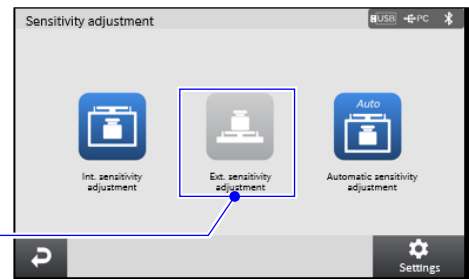 Sensitivity adjustment
USB PC
Auto
Int. sensitivity
adjustment
Ext. sensitivity
adjustment
Automatic sensitivity
adjustment
Settings